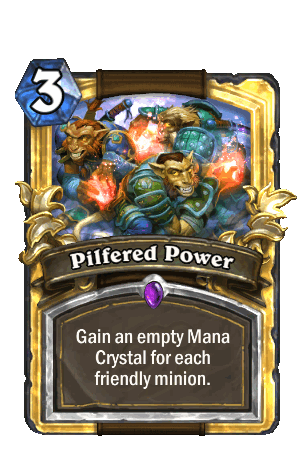 3
Pilfered Power
Gain an empty Mana
Crystal for each
friendly minion.